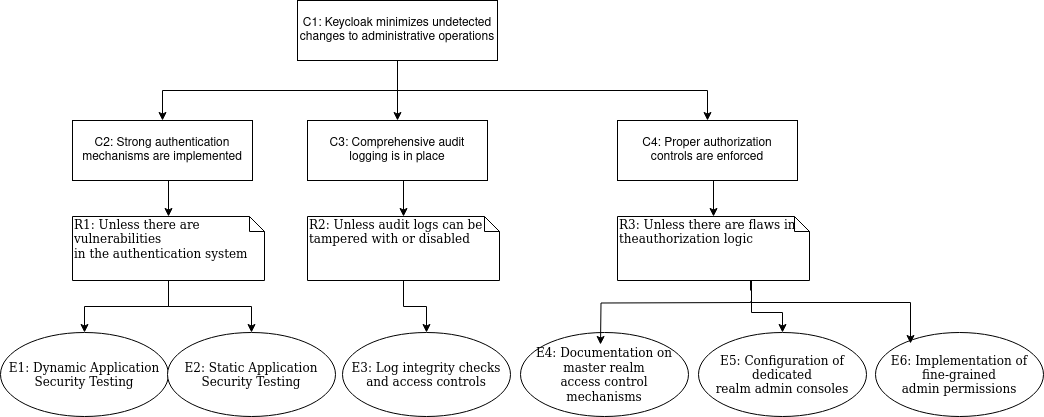 C1: Keycloak minimizes undetected
changes to administrative operations
C2: Strong authentication
mechanisms are implemented
C3: Comprehensive audit
logging is in place
C4: Proper authorization
controls are enforced
R1: Unless there are
vulnerabilities
in the authentication system
R2: Unless audit logs can be
tampered with or disabled
R3: Unless there are flaws in
theauthorization logic
E1: Dynamic Application
Security Testing
E2: Static Application
Security Testing
E3: Log integrity checks
and access controls
E4: Documentation on
master realm
access control
mechanisms
E5: Configuration of
dedicated
realm admin consoles
E6: Implementation of
fine-grained
admin permissions